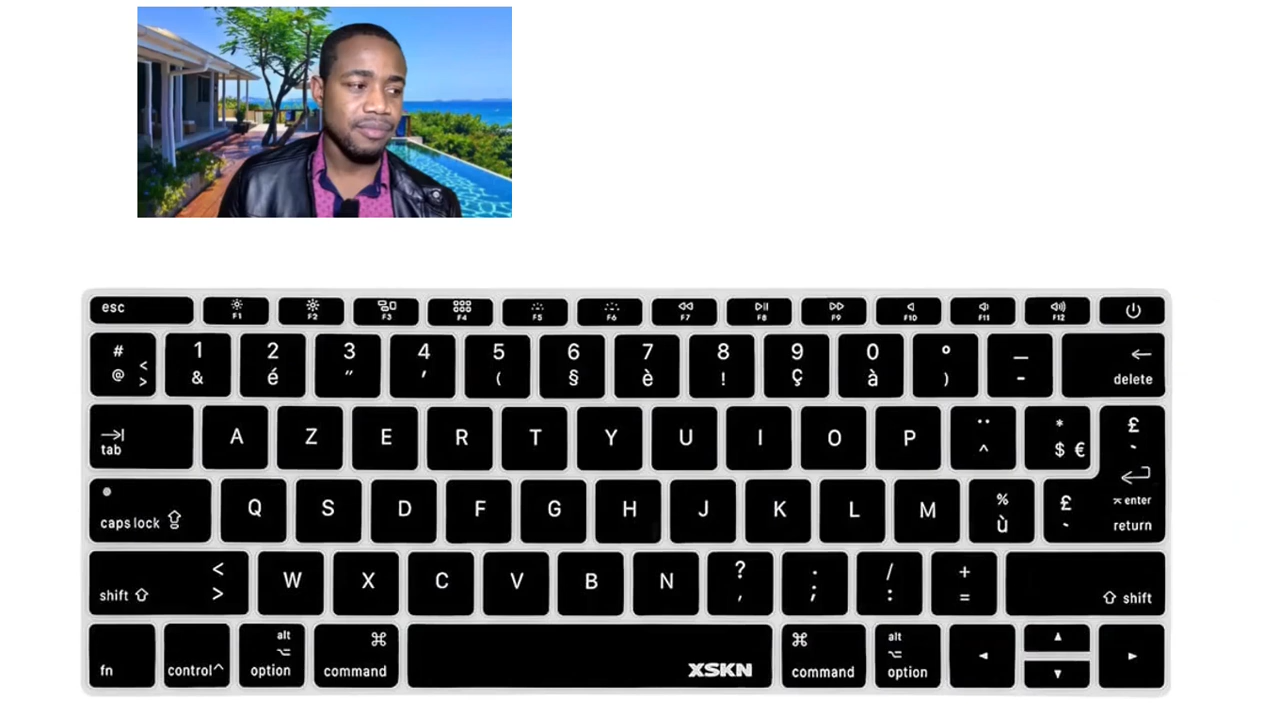 esc F1 F2 F3 F4 F5 F6 F7 F8 F9 F10 F11 F12
# 1 2 3 4 5 6 7 8 9 0 ° _ ←
@ < > & é " ' ( § è ! ç à ) - delete
→| A Z E R T Y U I O P ¨ * £
tab ^ $ € `
caps lock Q S D F G H J K L M % £ ⌤ enter
ù ` return
< W X C V B N ? . / +
shift ⇧ > , ; : = ⇧ shift
alt ⌘ ⌘ alt ▲
fn control^ ⌥ option command XSKN command ⌥ option ◄ ▼ ►